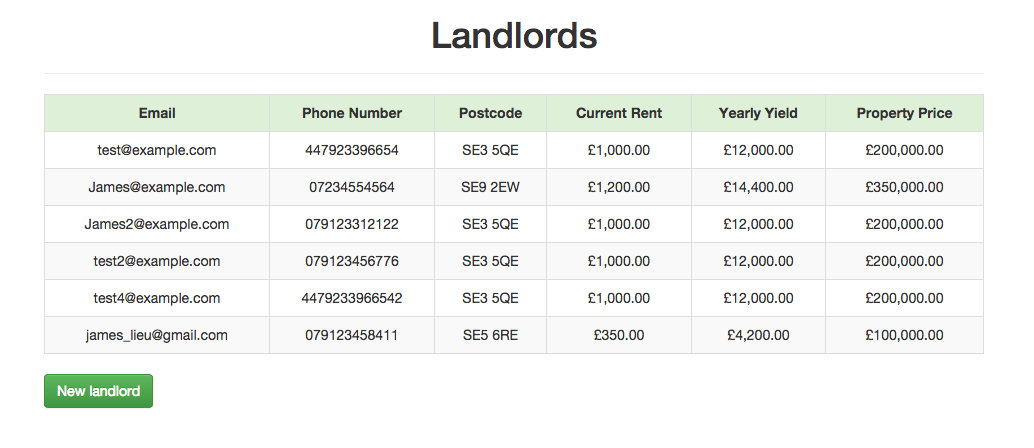 Landlords
Email Phone Number Postcode Current Rent Yearly Yield Property Price
test@example.com 447923396654 SE3 5QE £1,000.00 £12,000.00 £200,000.00
James@example.com 07234554564 SE9 2EW £1,200.00 £14,400.00 £350,000.00
James2@example.com 079123312122 SE3 5QE £1,000.00 £12,000.00 £200,000.00
test2@example.com 079123456776 SE3 5QE £1,000.00 £12,000.00 £200,000.00
test4@example.com 4479233966542 SE3 5QE £1,000.00 £12,000.00 £200,000.00
james_lieu@gmail.com 079123458411 SE5 6RE £350.00 £4,200.00 £100,000.00
New landlord